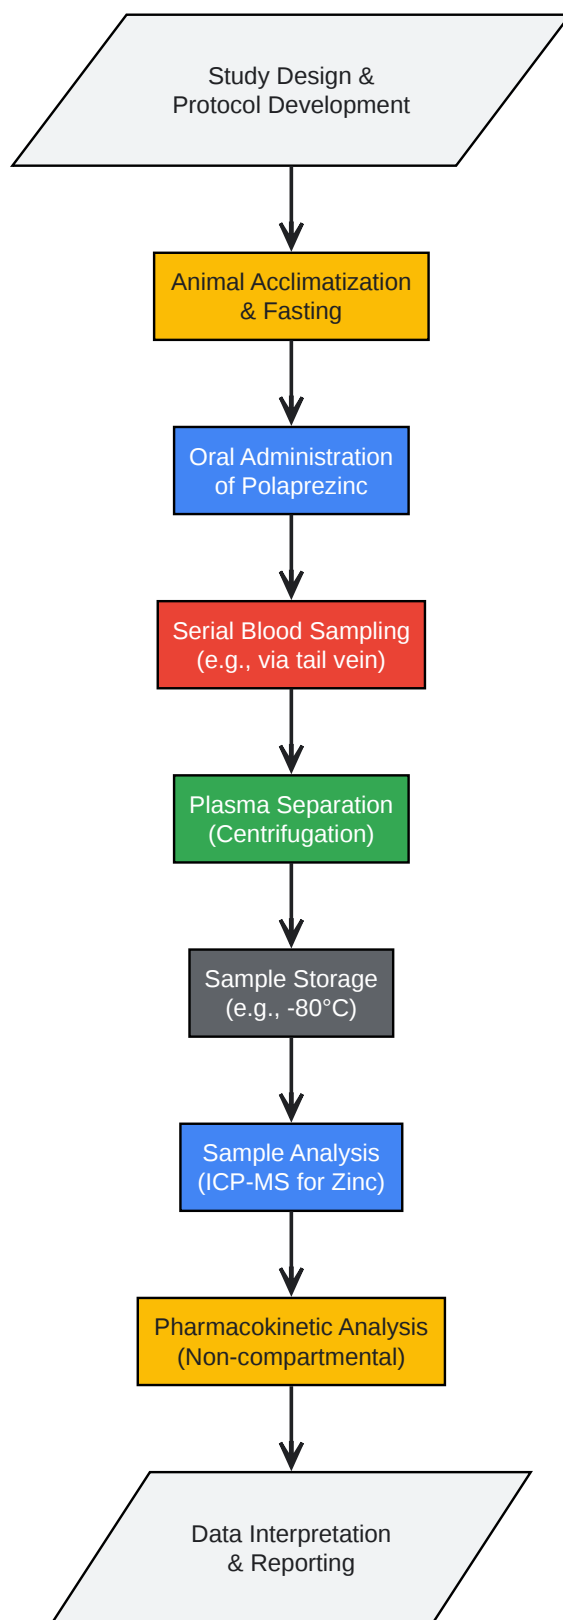 Study Design &
Protocol Development
Animal Acclimatization
& Fasting
Oral Administration
of Polaprezinc
Serial Blood Sampling
(e.g., via tail vein)
Plasma Separation
(Centrifugation)
Sample Storage
(e.g., -80°C)
Sample Analysis
(ICP-MS for Zinc)
Pharmacokinetic Analysis
(Non-compartmental)
Data Interpretation
& Reporting